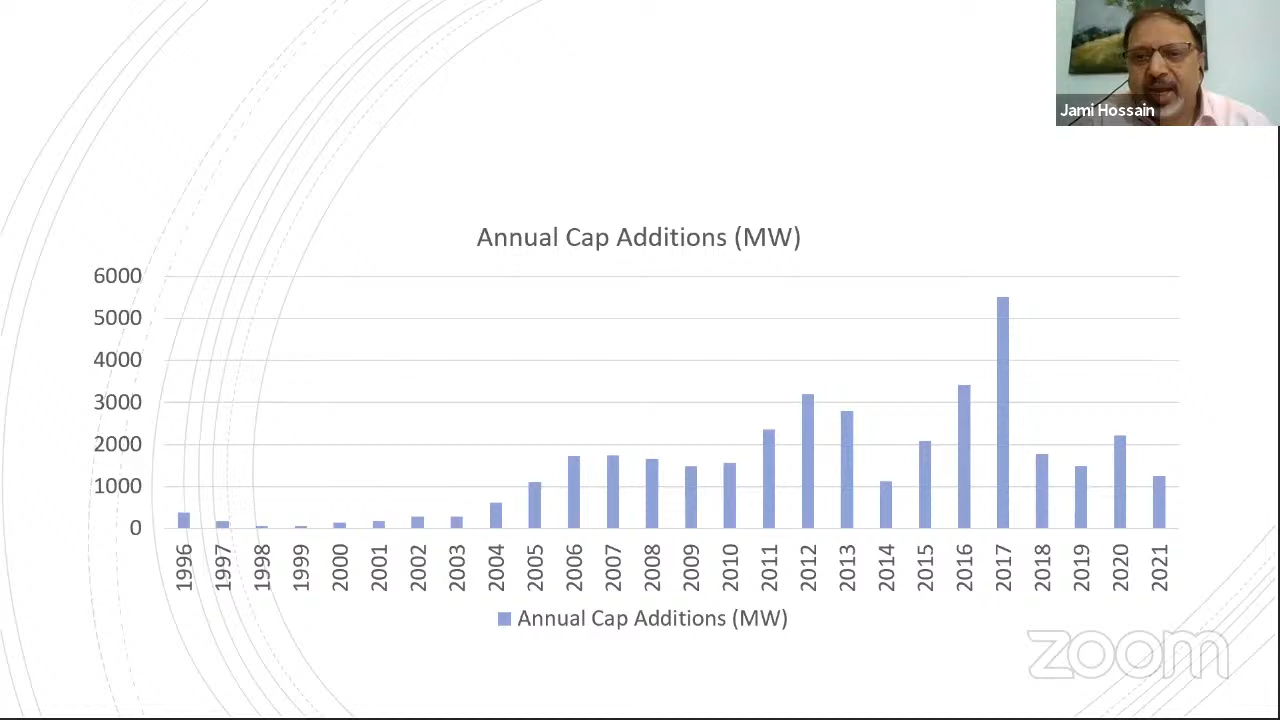 Jami Hossain
Annual Cap Additions (MW)
6000
5000
4000
3000
2000
1000
0
1996 1997 1998 1999 2000 2001 2002 2003 2004 2005 2006 2007 2008 2009 2010 2011 2012 2013 2014 2015 2016 2017 2018 2019 2020 2021
Annual Cap Additions (MW)
zoom